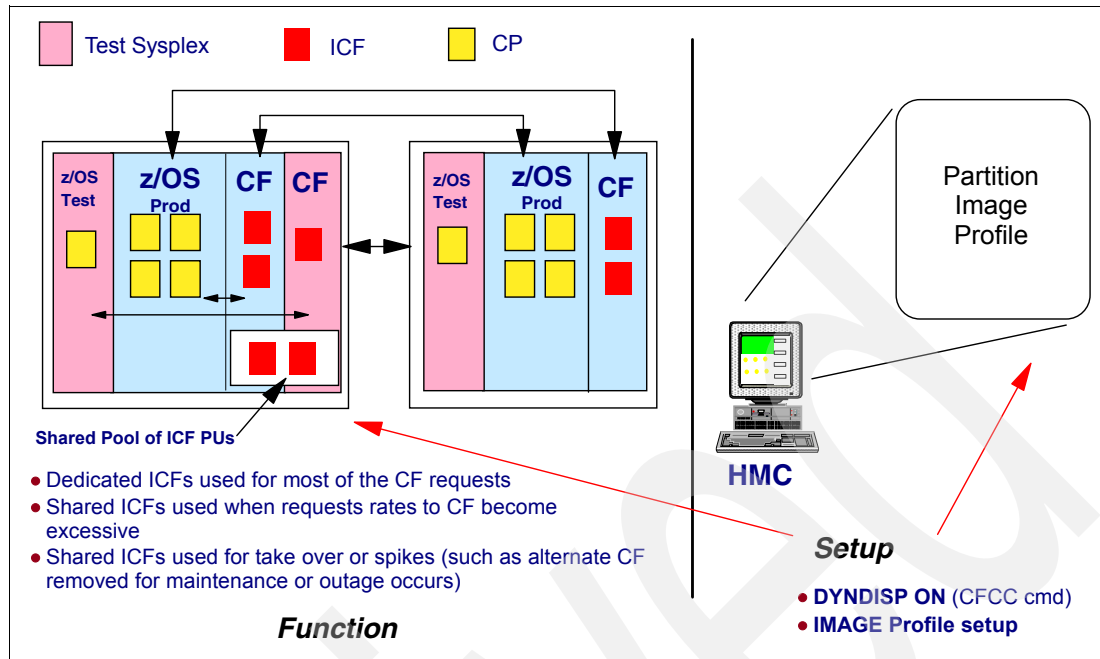 Test Sysplex
ICF
CP
z/OS
Test
z/OS
Prod
CF
CF
z/OS
Test
z/OS
Prod
CF
Shared Pool of ICF PUs
• Dedicated ICFs used for most of the CF requests
• Shared ICFs used when requests rates to CF become
excessive
• Shared ICFs used for take over or spikes (such as alternate CF
removed for maintenance or outage occurs)
Function
Partition
Image
Profile
HMC
Setup
• DYNDISP ON (CFCC cmd)
• IMAGE Profile setup